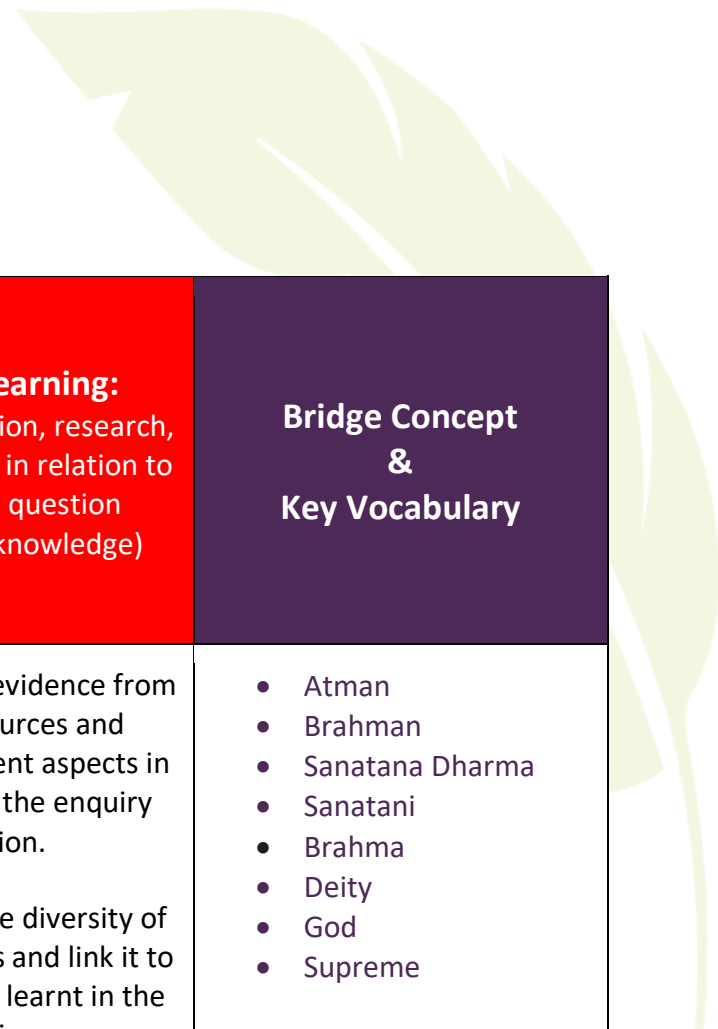 earning:
ion, research,
in relation to
question
knowledge)
Bridge Concept
&
Key Vocabulary
evidence from
urces and
ent aspects in
the enquiry
ion.
e diversity of
s and link it to
learnt in the
• Atman
• Brahman
• Sanatana Dharma
• Sanatani
• Brahma
• Deity
• God
• Supreme